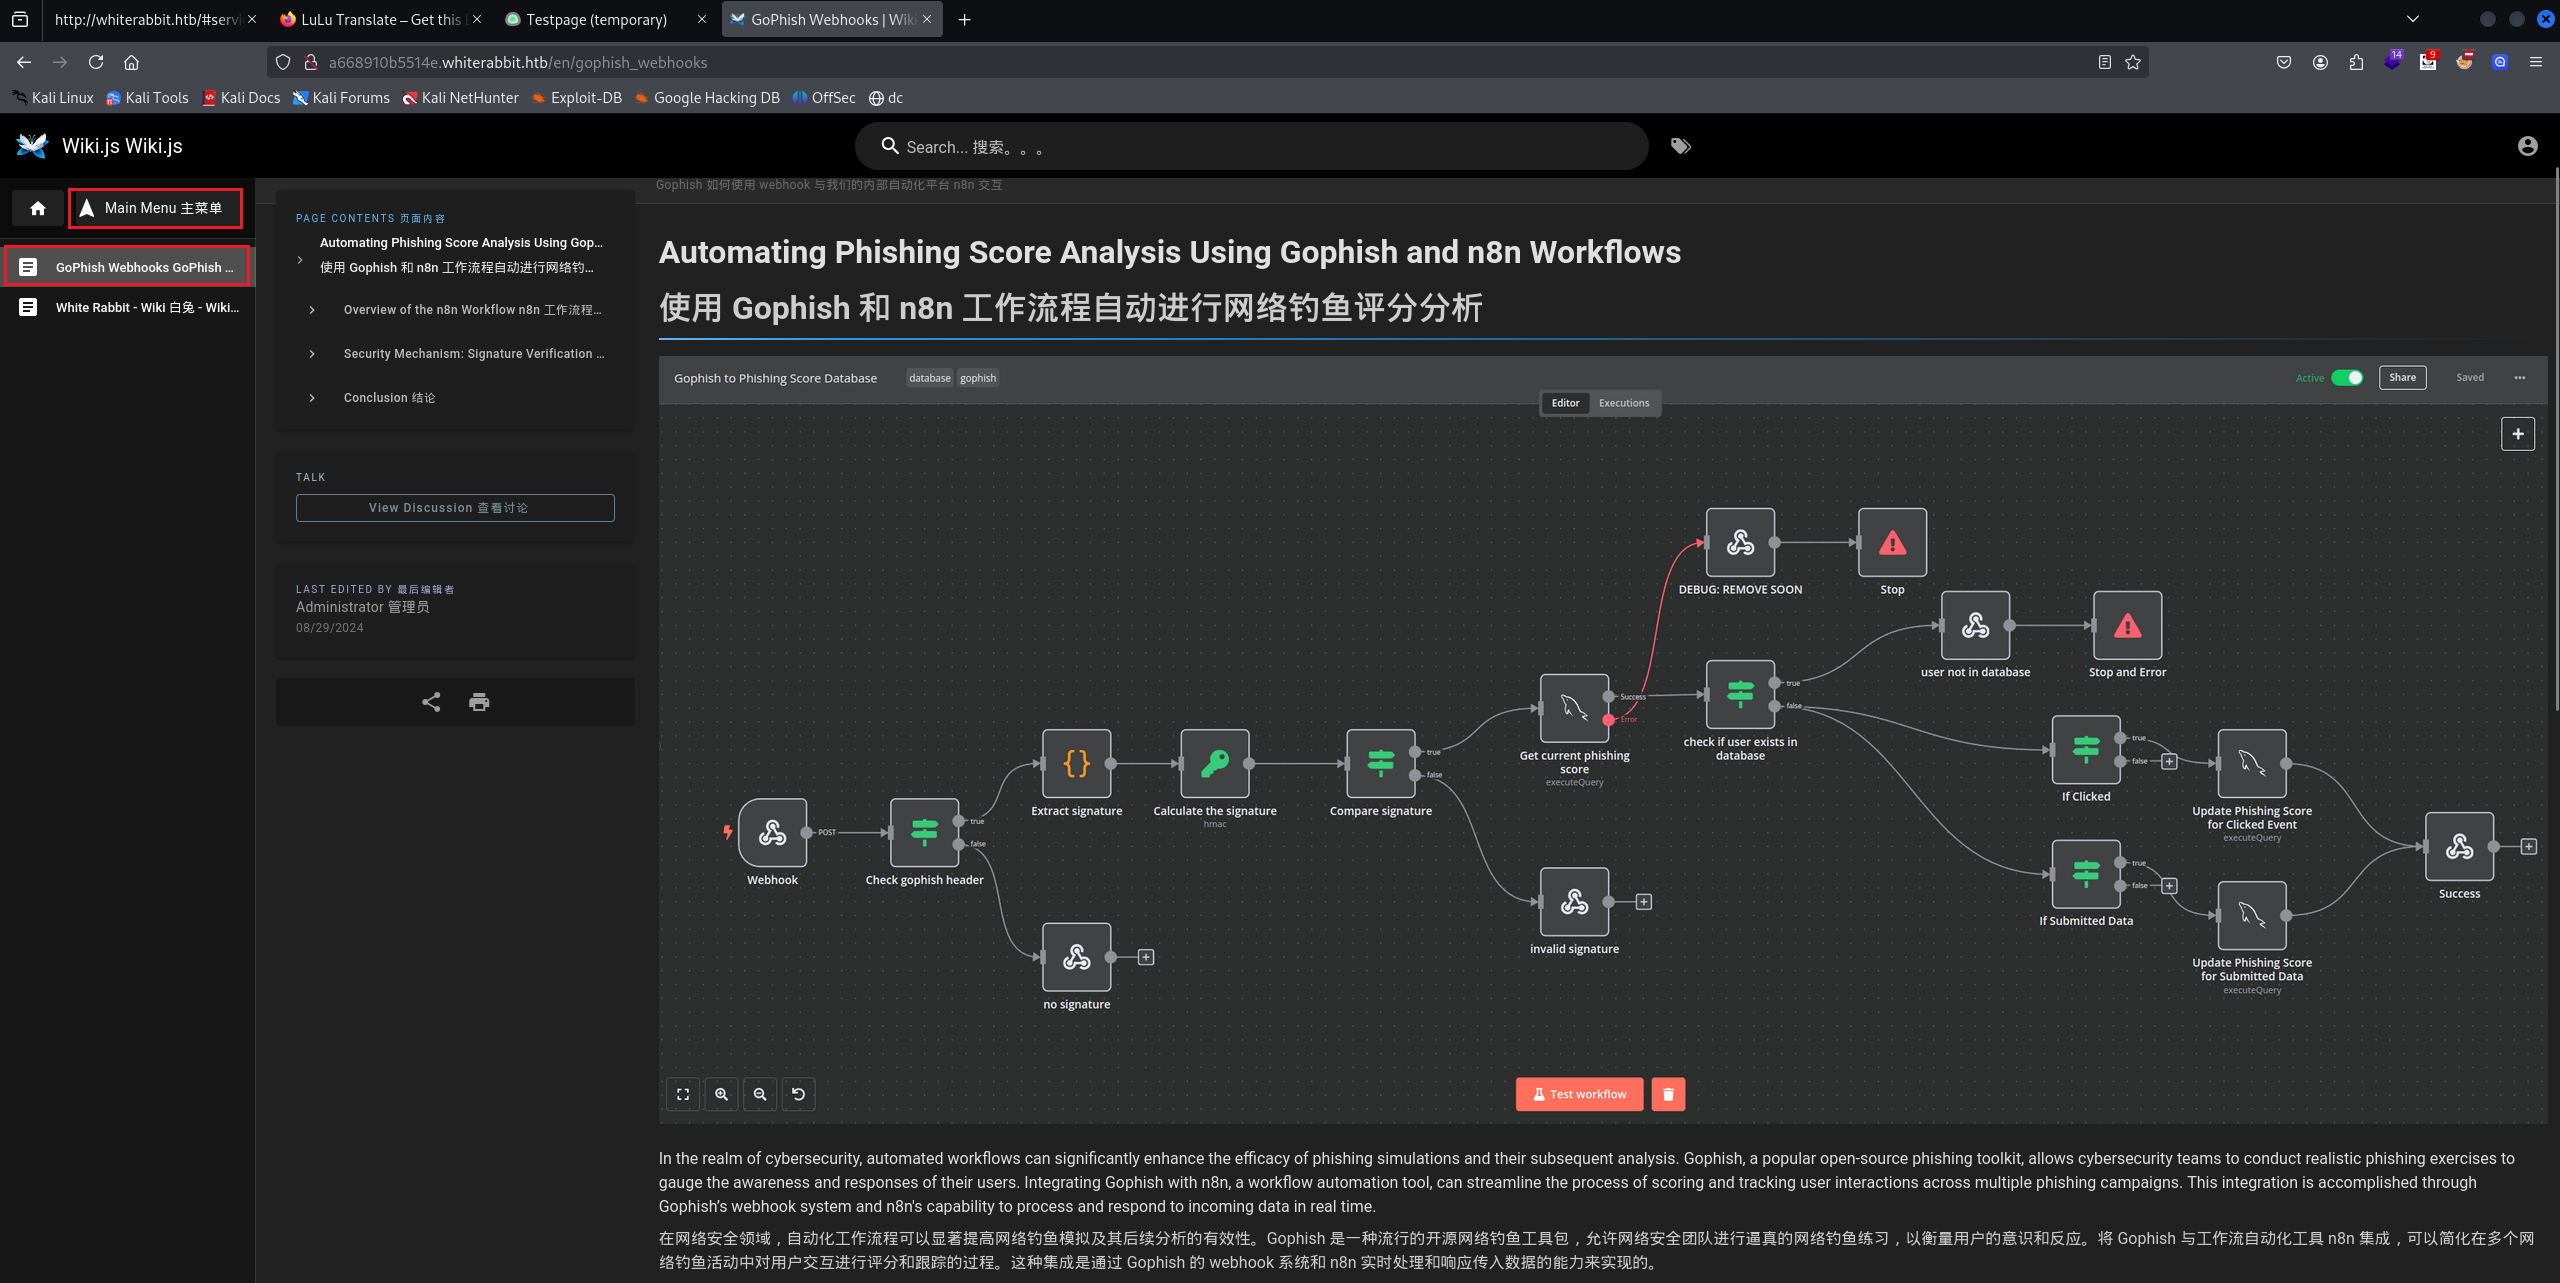 http://whiterabbit.htb/#servi
LuLu Translate – Get this
Testpage (temporary)
GoPhish Webhooks | Wiki
a668910b5514e.whiterabbit.htb/en/gophish_webhooks
14
9
Kali Linux
Kali Tools
Kali Docs
Kali Forums
Kali NetHunter
Exploit-DB
Google Hacking DB
OffSec
dc
Wiki.js Wiki.js
Search... 搜索。。。
Main Menu 主菜单
GoPhish Webhooks GoPhish ...
White Rabbit - Wiki 白兔 - Wiki...
PAGE CONTENTS 页面内容
Automating Phishing Score Analysis Using Gop...
使用 Gophish 和 n8n 工作流程自动进行网络钓...
Overview of the n8n Workflow n8n 工作流程...
Security Mechanism: Signature Verification ...
Conclusion 结论
TALK
View Discussion 查看讨论
LAST EDITED BY 最后编辑者
Administrator 管理员
08/29/2024
Gophish 如何使用 webhook 与我们的内部自动化平台 n8n 交互
Automating Phishing Score Analysis Using Gophish and n8n Workflows
使用 Gophish 和 n8n 工作流程自动进行网络钓鱼评分分析
Gophish to Phishing Score Database
database
gophish
Active
Share
Saved
Editor
Executions
DEBUG: REMOVE SOON
Stop
user not in database
Stop and Error
Success
Error
Get current phishing
score
executeQuery
true
false
check if user exists in
database
true
false
If Clicked
Update Phishing Score
for Clicked Event
executeQuery
Extract signature
Calculate the signature
hmac
true
false
Compare signature
POST
Webhook
true
false
Check gophish header
no signature
invalid signature
true
false
If Submitted Data
Update Phishing Score
for Submitted Data
executeQuery
Success
Test workflow
In the realm of cybersecurity, automated workflows can significantly enhance the efficacy of phishing simulations and their subsequent analysis. Gophish, a popular open-source phishing toolkit, allows cybersecurity teams to conduct realistic phishing exercises to
gauge the awareness and responses of their users. Integrating Gophish with n8n, a workflow automation tool, can streamline the process of scoring and tracking user interactions across multiple phishing campaigns. This integration is accomplished through
Gophish’s webhook system and n8n's capability to process and respond to incoming data in real time.
在网络安全领域，自动化工作流程可以显著提高网络钓鱼模拟及其后续分析的有效性。Gophish 是一种流行的开源网络钓鱼工具包，允许网络安全团队进行逼真的网络钓鱼练习，以衡量用户的意识和反应。将 Gophish 与工作流自动化工具 n8n 集成，可以简化在多个网
络钓鱼活动中对用户交互进行评分和跟踪的过程。这种集成是通过 Gophish 的 webhook 系统和 n8n 实时处理和响应传入数据的能力来实现的。